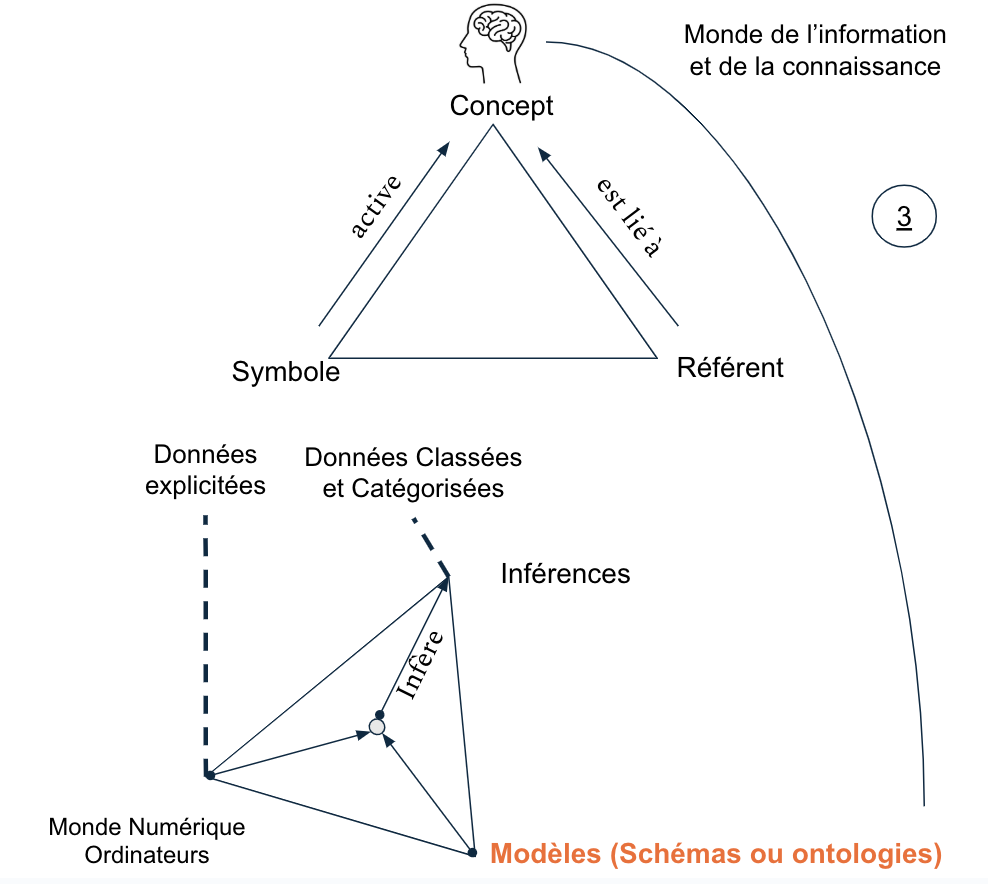 Monde de l’information
et de la connaissance
Concept
active
est lié à
3
Symbole
Référent
Données
explicitées
Données Classées
et Catégorisées
Inférences
Infère
Monde Numérique
Ordinateurs
Modèles (Schémas ou ontologies)